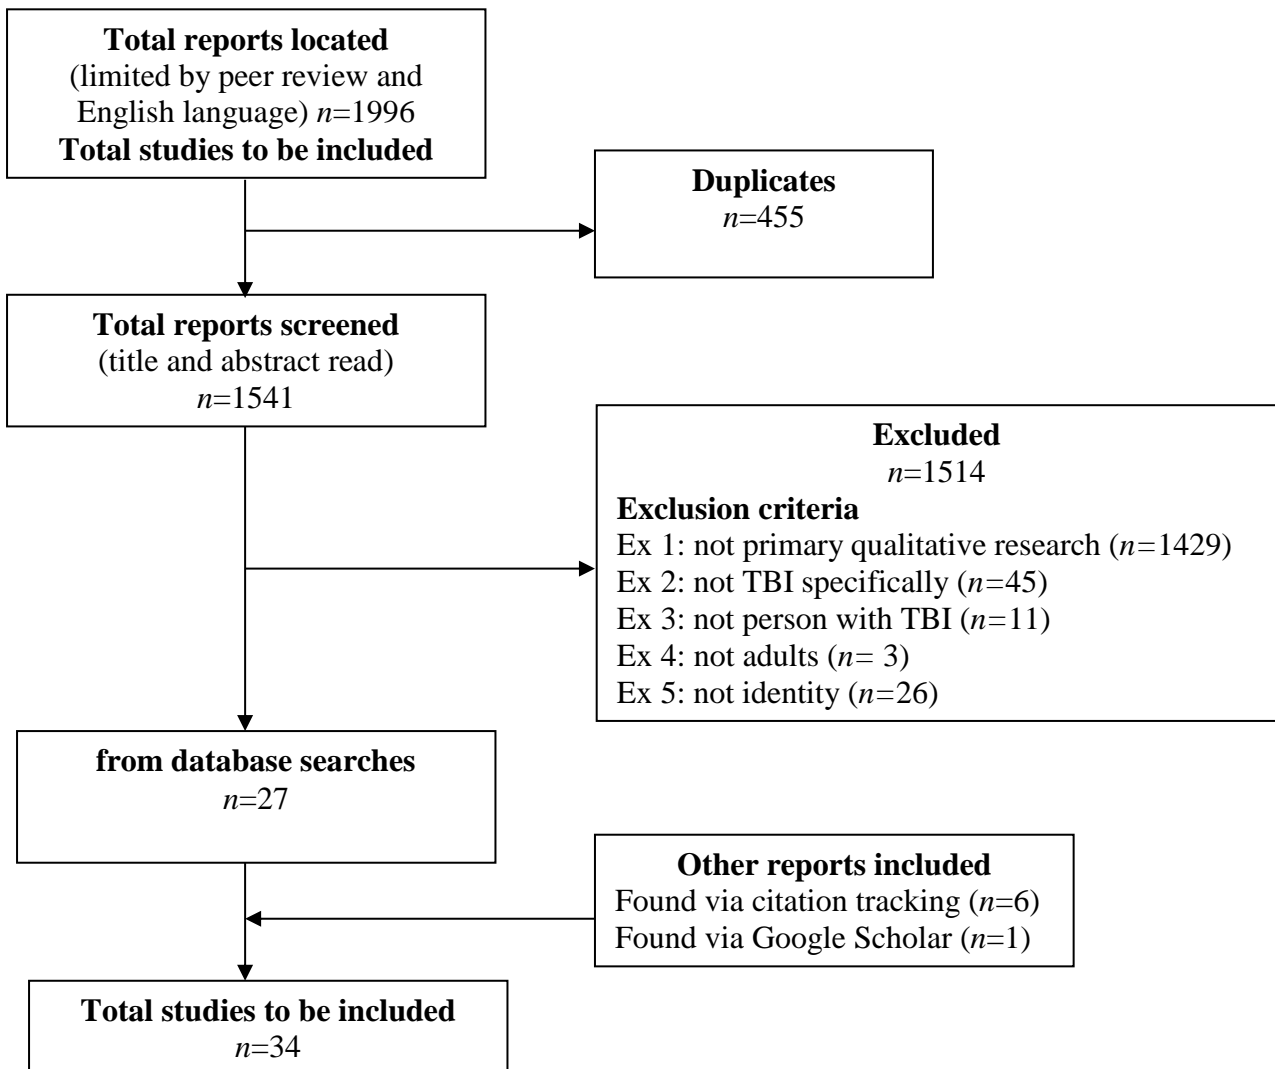 Total reports located
(limited by peer review and
English language) n=1996
Total studies to be included
Duplicates
n=455
Total reports screened
(title and abstract read)
n=1541
Excluded
n=1514
Exclusion criteria
Ex 1: not primary qualitative research (n=1429)
Ex 2: not TBI specifically (n=45)
Ex 3: not person with TBI (n=11)
Ex 4: not adults (n= 3)
Ex 5: not identity (n=26)
from database searches
n=27
Other reports included
Found via citation tracking (n=6)
Found via Google Scholar (n=1)
Total studies to be included
n=34